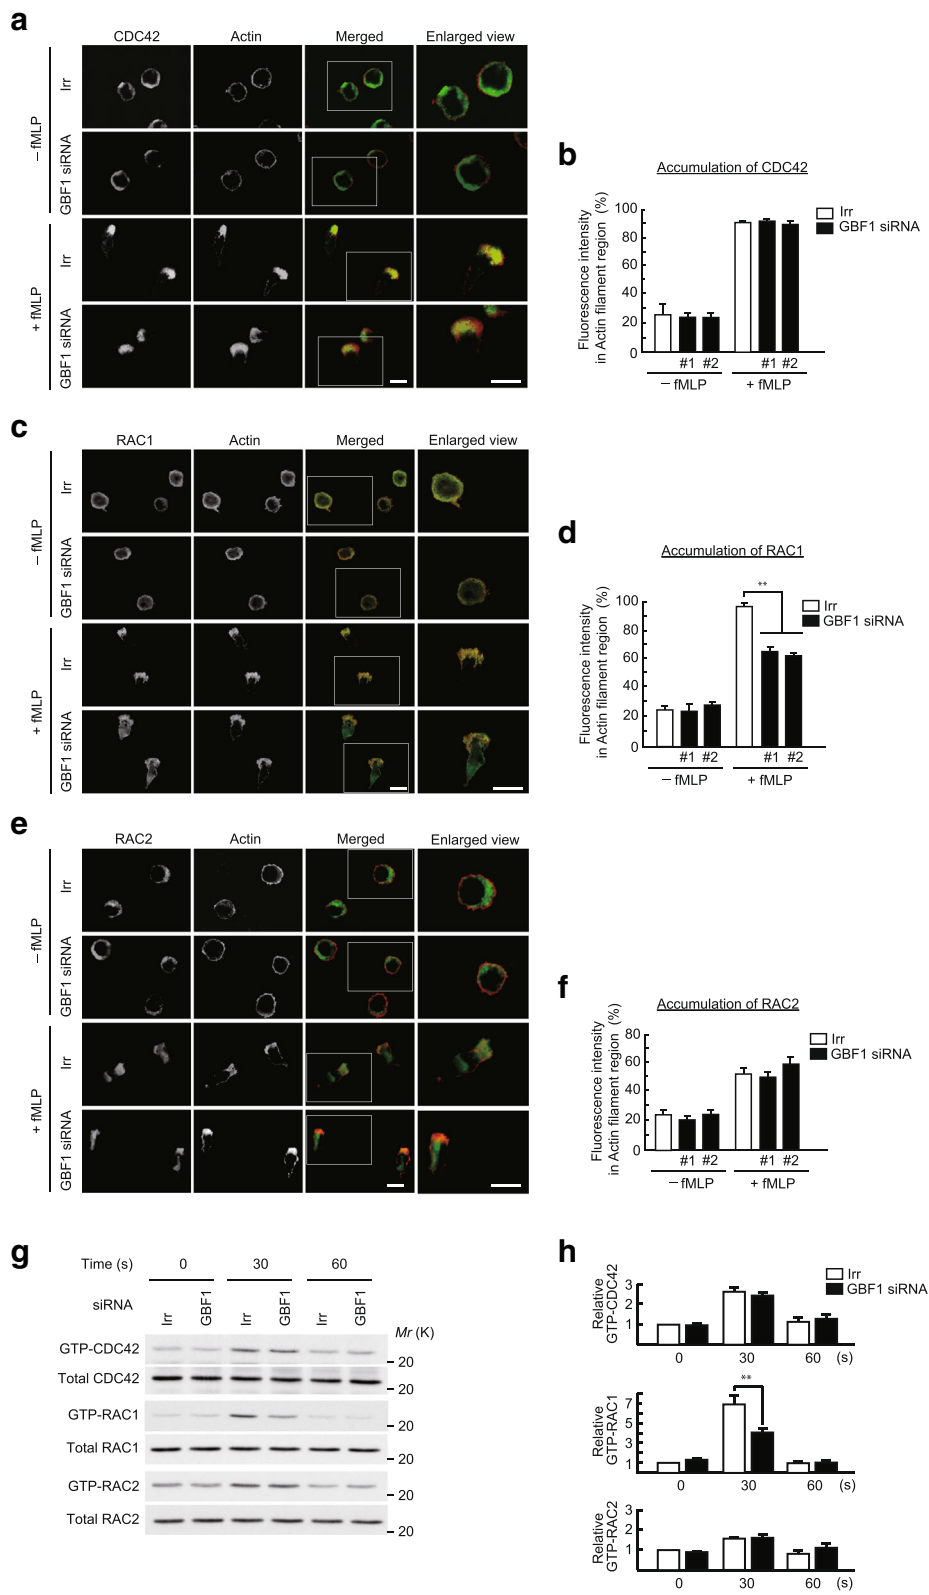 a
CDC42 Actin Merged Enlarged view
– fMLP
Irr
GBF1 siRNA
+ fMLP
Irr
GBF1 siRNA
b
Accumulation of CDC42
Fluorescence intensity
in Actin filament region (%)
100
80
60
40
20
0
Irr
GBF1 siRNA
#1 #2 #1 #2
– fMLP + fMLP
c
RAC1 Actin Merged Enlarged view
– fMLP
Irr
GBF1 siRNA
+ fMLP
Irr
GBF1 siRNA
d
Accumulation of RAC1
Fluorescence intensity
in Actin filament region (%)
100
80
60
40
20
0
**
Irr
GBF1 siRNA
#1 #2 #1 #2
– fMLP + fMLP
e
RAC2 Actin Merged Enlarged view
– fMLP
Irr
GBF1 siRNA
+ fMLP
Irr
GBF1 siRNA
f
Accumulation of RAC2
Fluorescence intensity
in Actin filament region (%)
80
60
40
20
0
Irr
GBF1 siRNA
#1 #2 #1 #2
– fMLP + fMLP
g
Time (s) 0 30 60
siRNA Irr GBF1 Irr GBF1 Irr GBF1
Mr (K)
GTP-CDC42
20
Total CDC42
20
GTP-RAC1
20
Total RAC1
20
GTP-RAC2
20
Total RAC2
20
h
Irr
GBF1 siRNA
Relative
GTP-CDC42
3
2
1
0 30 60 (s)
Relative
GTP-RAC1
7
5
3
1
**
0 30 60 (s)
Relative
GTP-RAC2
3
2
1
0 30 60 (s)